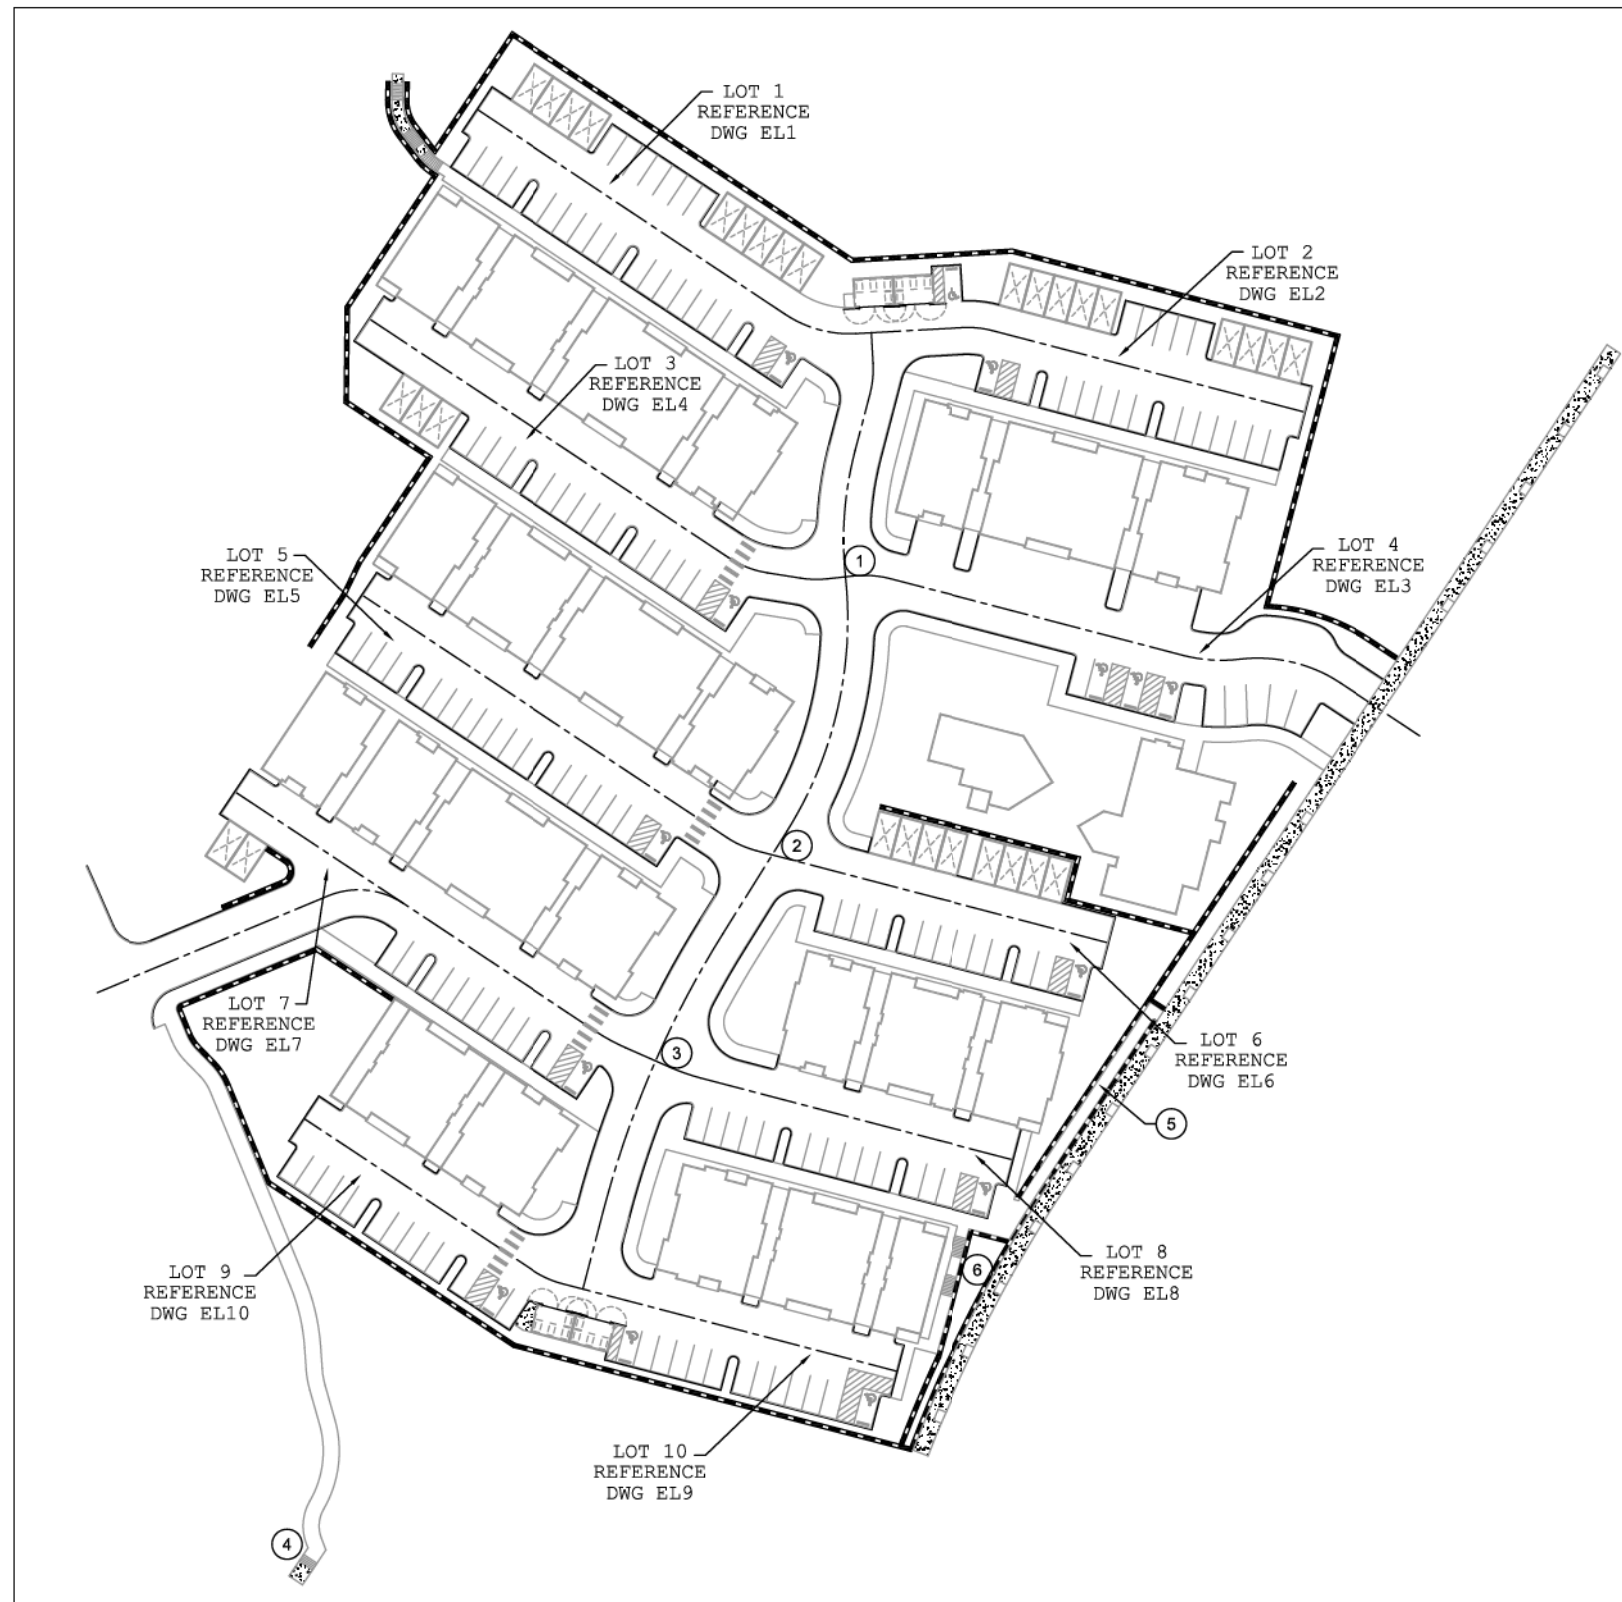 LOT 1
REFERENCE
DWG EL1
LOT 2
REFERENCE
DWG EL2
LOT 3
REFERENCE
DWG EL4
LOT 4
REFERENCE
DWG EL3
LOT 5
REFERENCE
DWG EL5
1
2
LOT 7
REFERENCE
DWG EL7
3
LOT 6
REFERENCE
DWG EL6
5
LOT 9
REFERENCE
DWG EL10
6
LOT 8
REFERENCE
DWG EL8
LOT 10
REFERENCE
DWG EL9
4